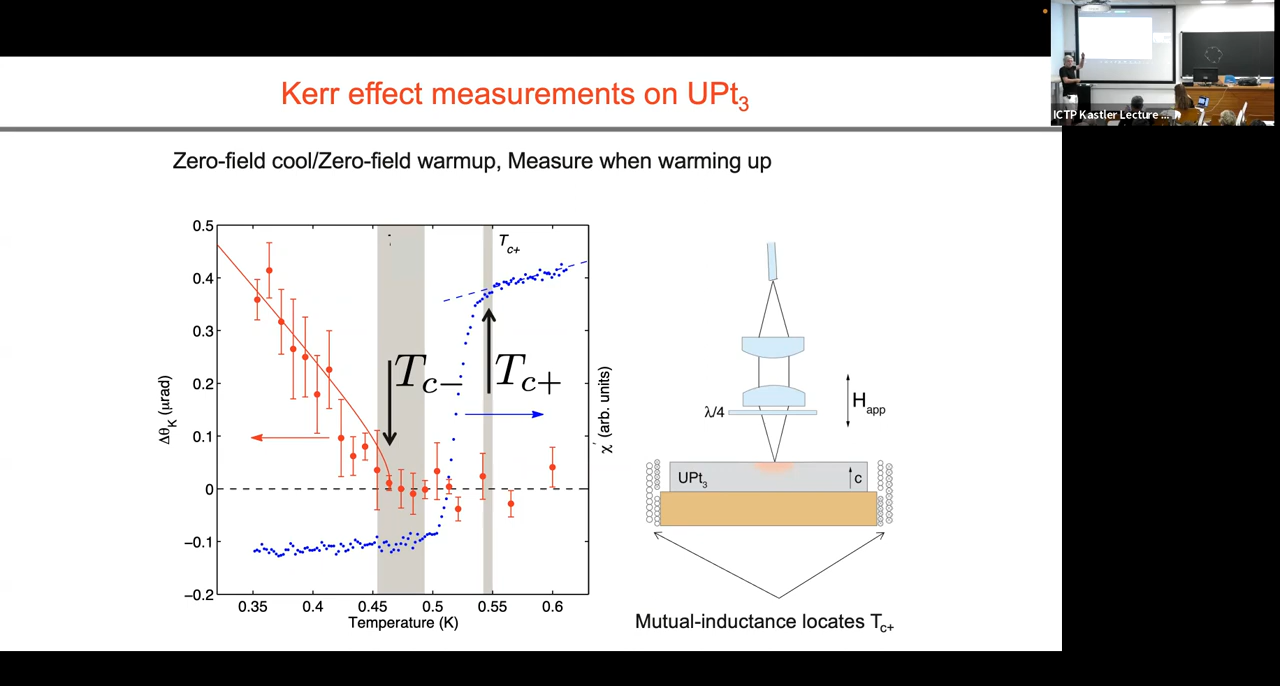 Kerr effect measurements on UPt3
ICTP Kastler Lecture ...
Zero-field cool/Zero-field warmup, Measure when warming up
0.5
0.4
0.3
0.2
0.1
0
−0.1
−0.2
ΔθK (μrad)
Tc+
Tc−
Tc+
χ' (arb. units)
0.35 0.4 0.45 0.5 0.55 0.6
Temperature (K)
λ/4
Happ
UPt3
c
Mutual-inductance locates Tc+